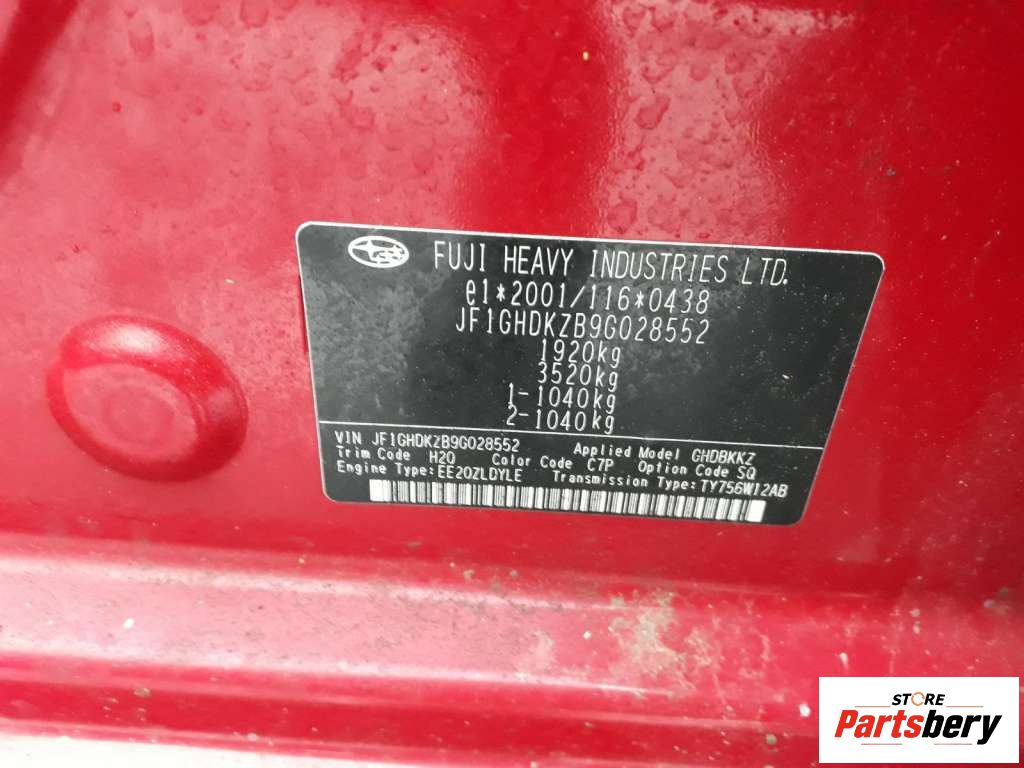 FUJI HEAVY INDUSTRIES LTD.
e1*2001/116*0438
JF1GHDKZB9G028552
1920kg
3520kg
1-1040kg
2-1040kg
VIN JF1GHDKZB9G028552 Applied Model GHDBKKZ
Trim Code H20 Color Code C7P Option Code SQ
Engine Type:EE20ZLDYLE Transmission Type:TY756W12AB
STORE
Partsbery